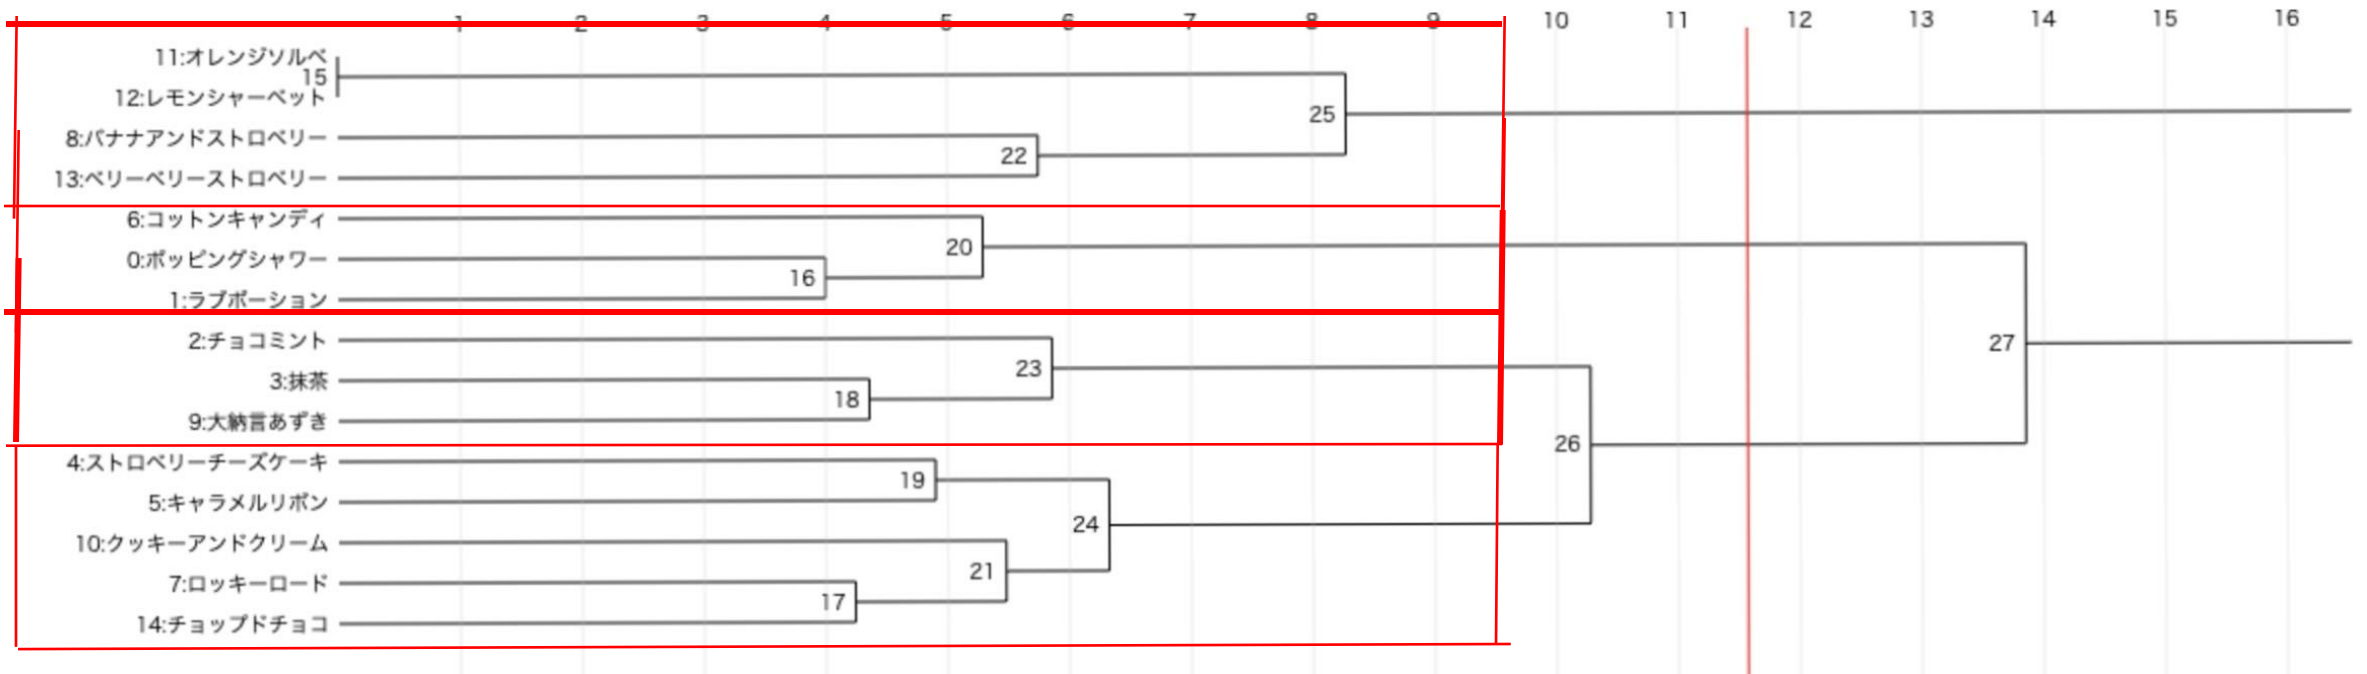 1 2 3 4 5 6 7 8 9 10 11 12 13 14 15 16
11:オレンジソルベ
15
12:レモンシャーベット
25
8:バナナアンドストロベリー
22
13:ベリーベリーストロベリー
6:コットンキャンディ
20
0:ポッピングシャワー
16
1:ラブポーション
2:チョコミント
27
23
3:抹茶
18
9:大納言あずき
26
4:ストロベリーチーズケーキ
19
5:キャラメルリボン
24
10:クッキーアンドクリーム
21
7:ロッキーロード
17
14:チョップドチョコ